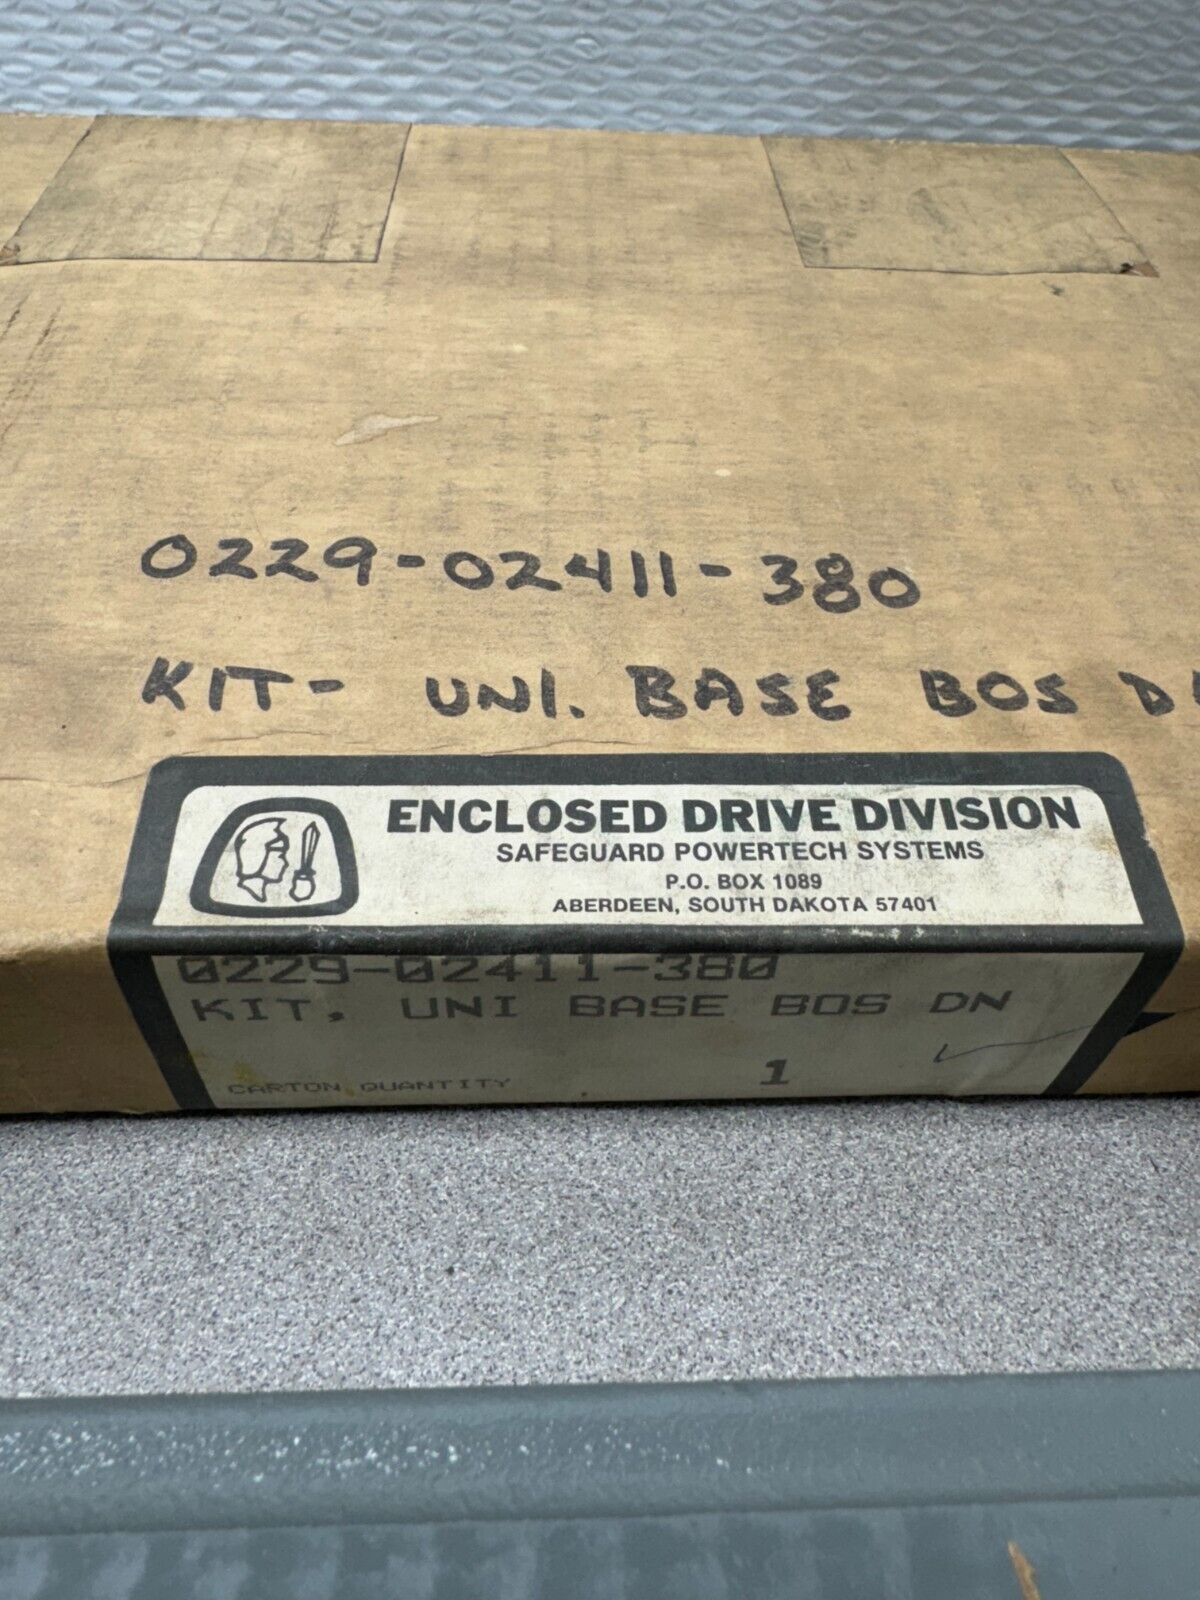 0229-02411-380
KIT- UNI. BASE BOS
ENCLOSED DRIVE DIVISION
SAFEGUARD POWERTECH SYSTEMS
P.O. BOX 1089
ABERDEEN, SOUTH DAKOTA 57401
0229-02411-380
KIT, UNI BASE BOS DN
CARTON QUANTITY 1